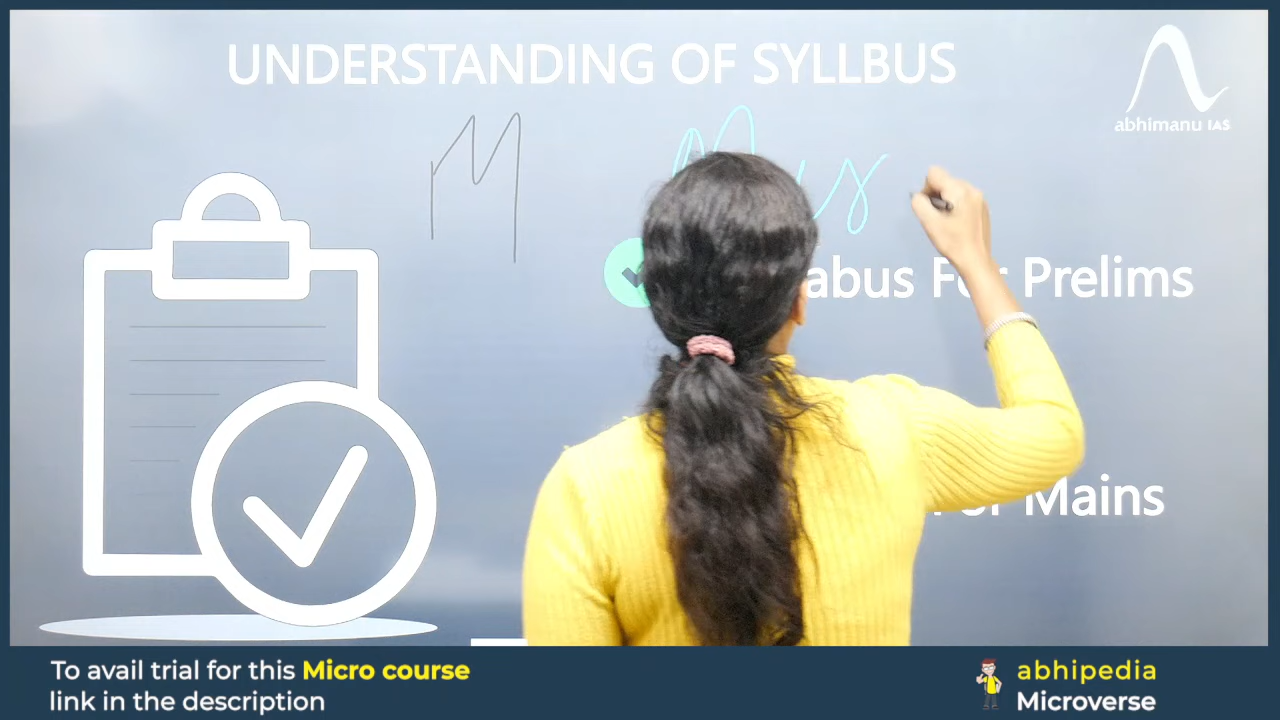 UNDERSTANDING OF SYLLBUS
abhimanu IAS
M
For Prelims
Mains
To avail trial for this Micro course
link in the description
abhipedia
Microverse